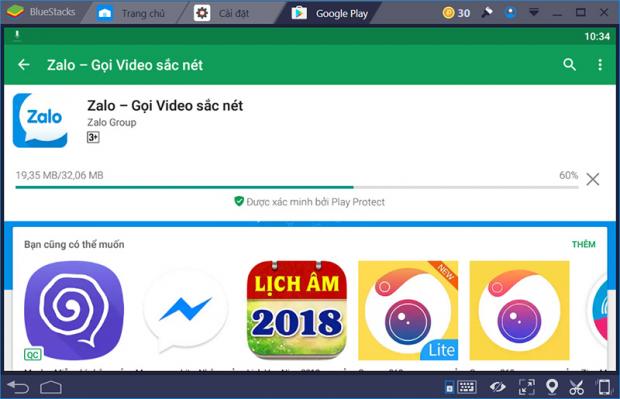 BlueStacks
Trang chủ
Cài đặt
Google Play
30
10:34
Zalo – Gọi Video sắc nét
Zalo
Zalo – Gọi Video sắc nét
Zalo Group
3+
19,35 MB/32,06 MB
60%
Được xác minh bởi Play Protect
Bạn cũng có thể muốn
THÊM
QC
LỊCH ÂM
2018
NEW
Lite